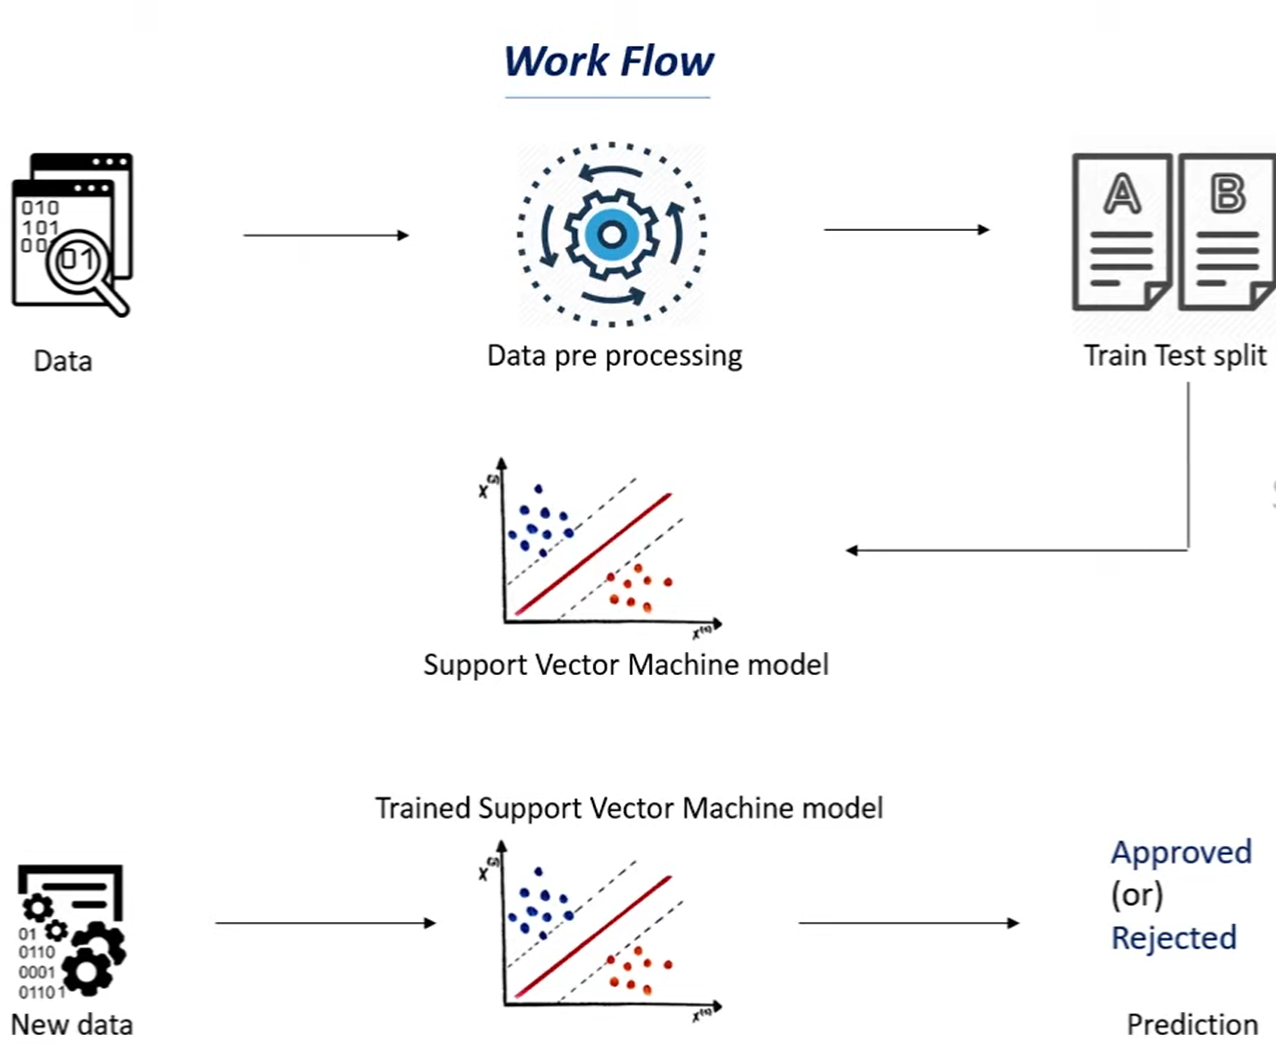 Work Flow
010
101
00
01
A
B
Data
Data pre processing
Train Test split
Support Vector Machine model
Trained Support Vector Machine model
Approved
(or)
Rejected
01
0110
0001
01101
New data
Prediction